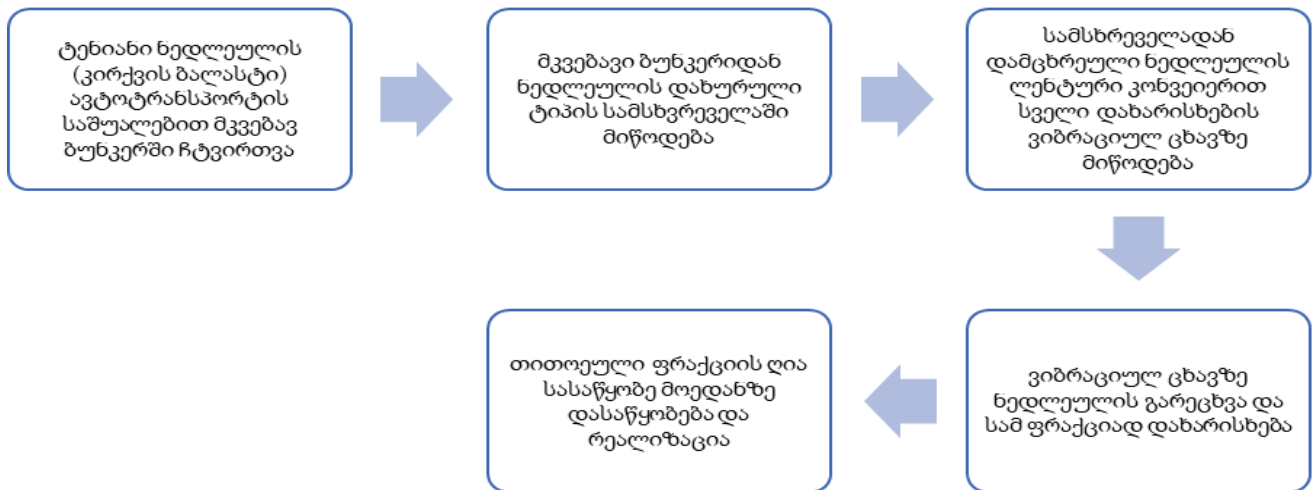 ტენიანი ნედლეულის
(კირქვის ბალასტი)
ავტოტრანსპორტის
საშუალებით მკვებავ
ბუნკერში ჩტვირთვა
მკვებავი ბუნკერიდან
ნედლეულის დახურული
ტიპის სამსხვრეველაში
მიწოდება
სამსხრეველადან
დამცხრეული ნედლეულის
ლენტური კონვეიერით
სველი დახარისხების
ვიბრაციულ ცხავზე
მიწოდება
ვიბრაციულ ცხავზე
ნედლეულის გარეცხვა და
სამ ფრაქციად დახარისხება
თითოეული ფრაქციის ღია
სასაწყობე მოედანზე
დასაწყობება და
რეალიზაცია